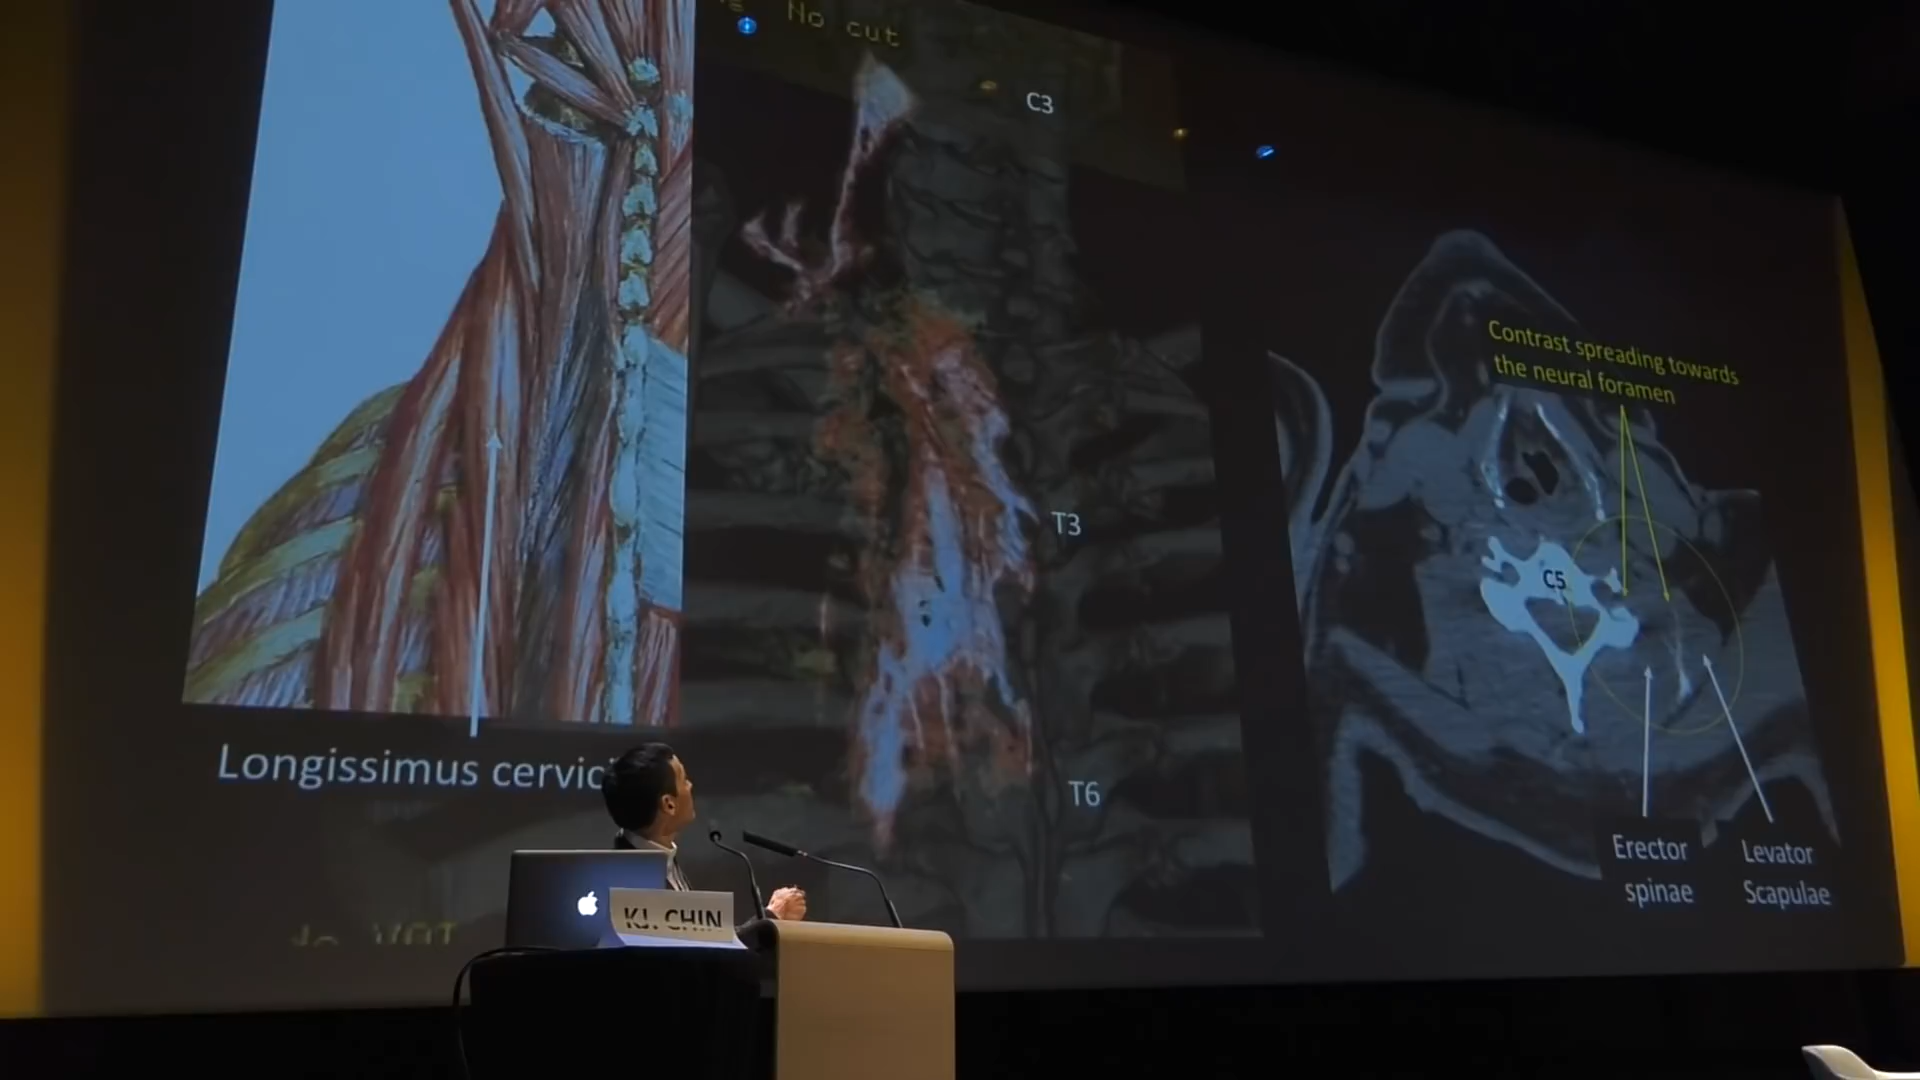 No cut
C3
Contrast spreading towards
the neural foramen
T3
C5
Longissimus cervic
T6
Erector
spinae
Levator
Scapulae
KJ. CHIN